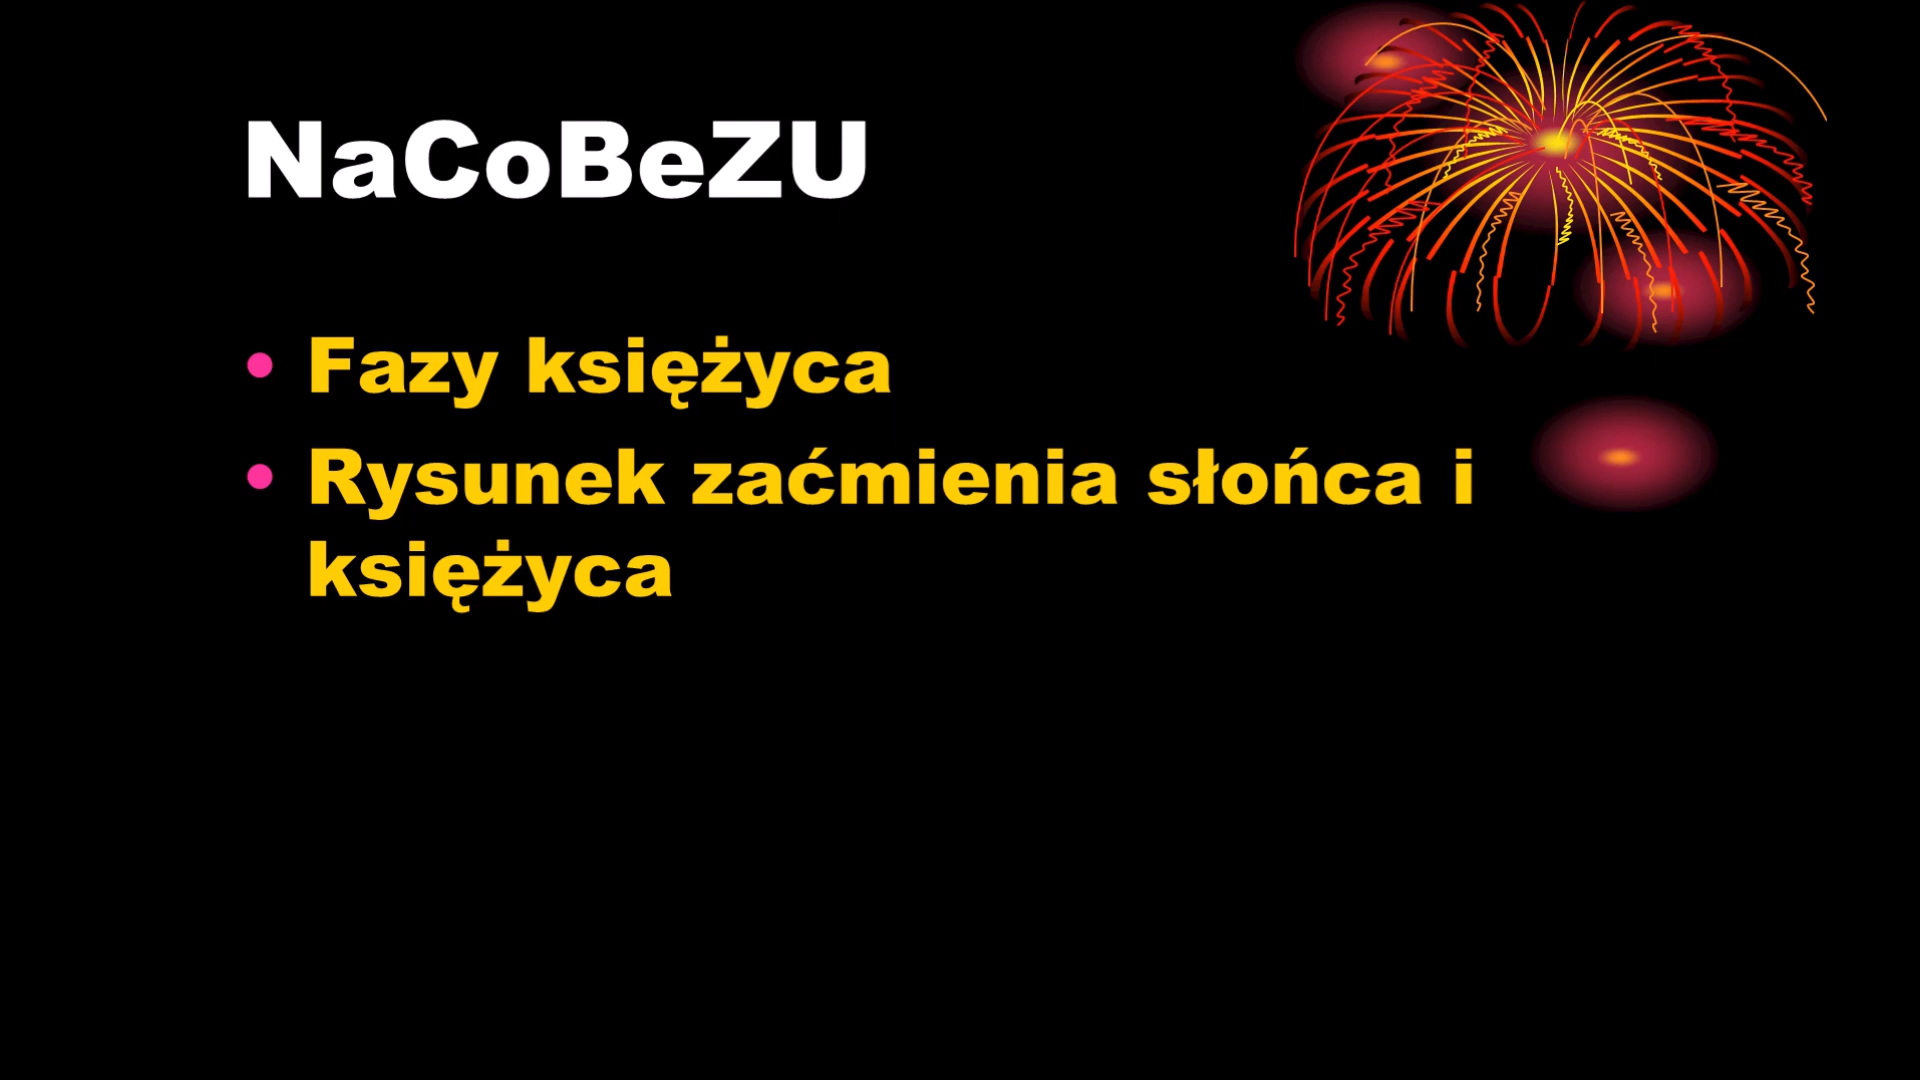 NaCoBeZU
• Fazy księżyca
• Rysunek zaćmienia słońca i
księżyca